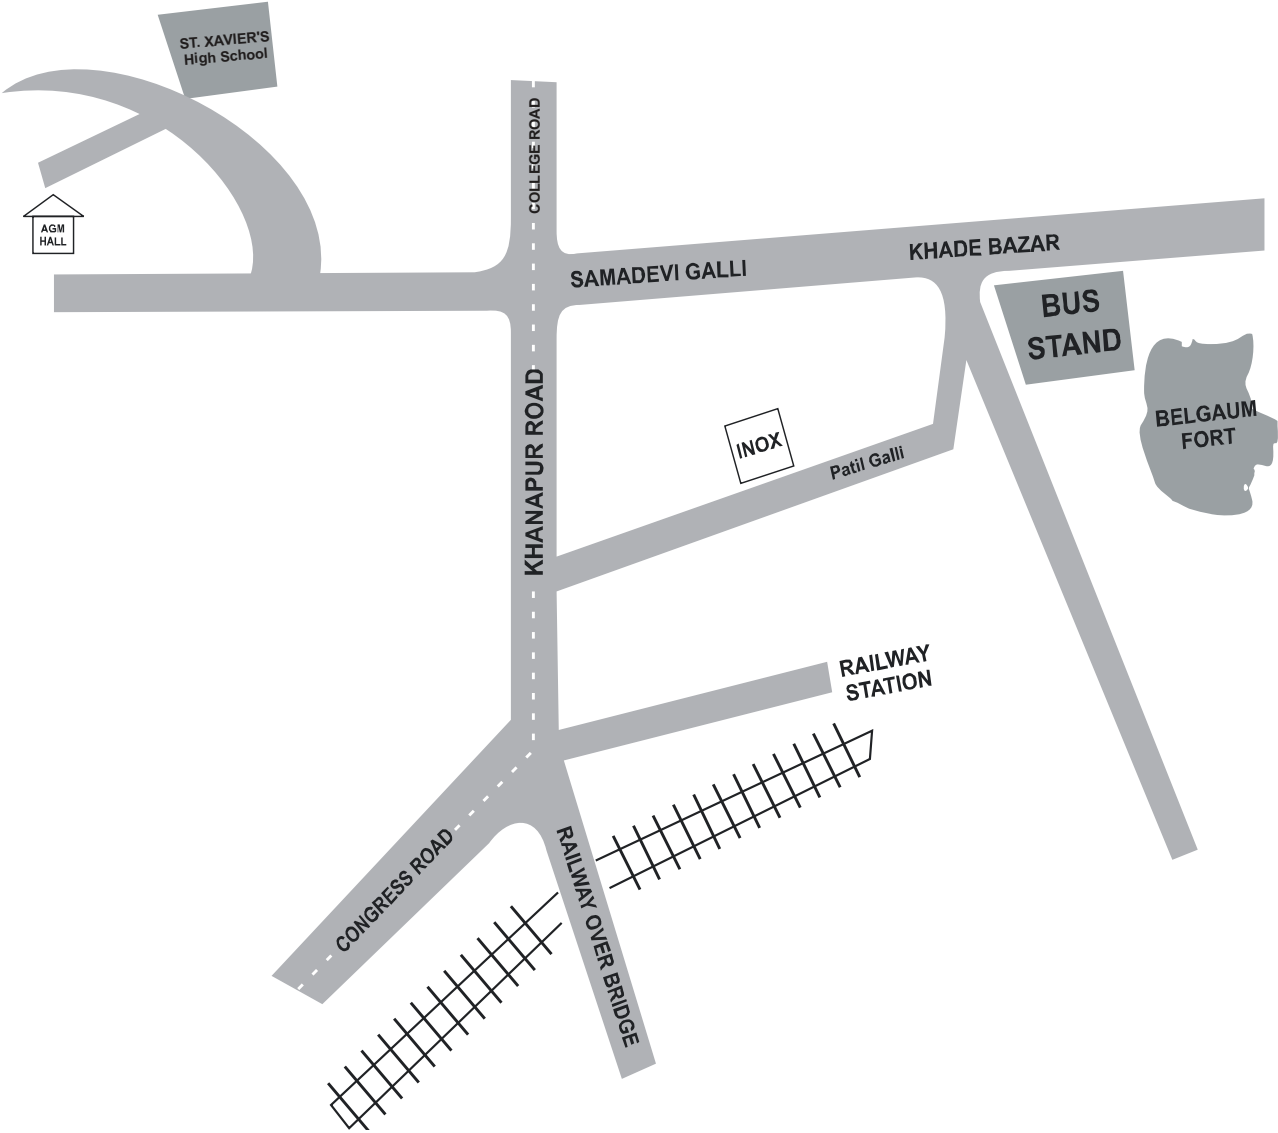 ST. XAVIER'S
High School
COLLEGE ROAD
AGM
HALL
SAMADEVI GALLI
KHADE BAZAR
BUS
STAND
BELGAUM
FORT
KHANAPUR ROAD
INOX
Patil Galli
RAILWAY
STATION
CONGRESS ROAD
RAILWAY OVER BRIDGE